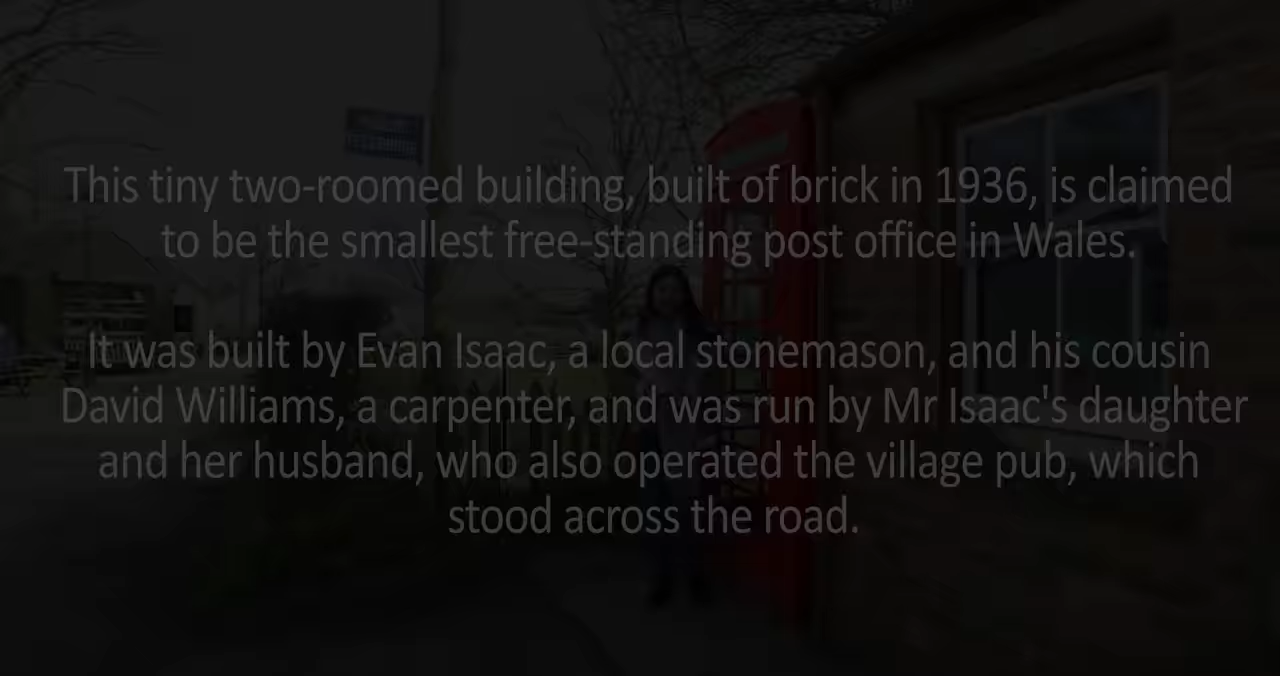 This tiny two-roomed building, built of brick in 1936, is claimed
to be the smallest free-standing post office in Wales.
It was built by Evan Isaac, a local stonemason, and his cousin
David Williams, a carpenter, and was run by Mr Isaac's daughter
and her husband, who also operated the village pub, which
stood across the road.